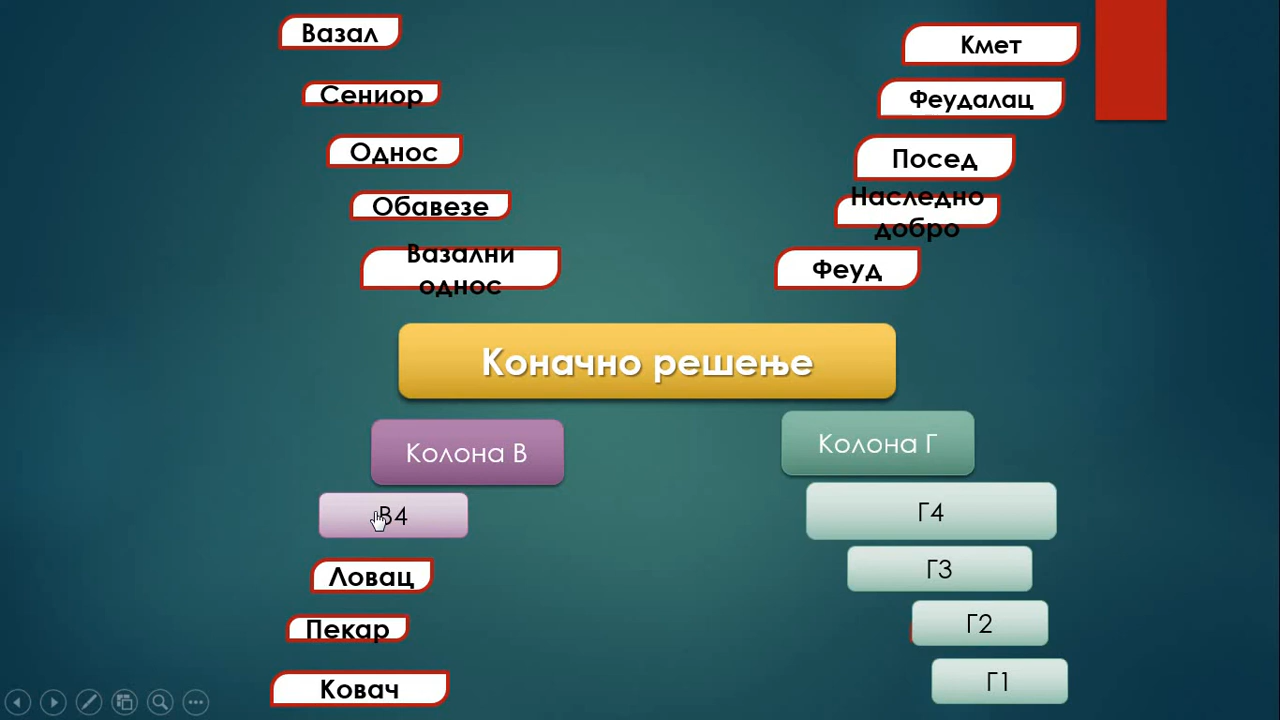 Вазал
Сениор
Однос
Обавезе
Вазални
однос
Кмет
Феудалац
Посед
Наследно
добро
Феуд
Коначно решење
Колона В
В4
Ловац
Пекар
Ковач
Колона Г
Г4
Г3
Г2
Г1